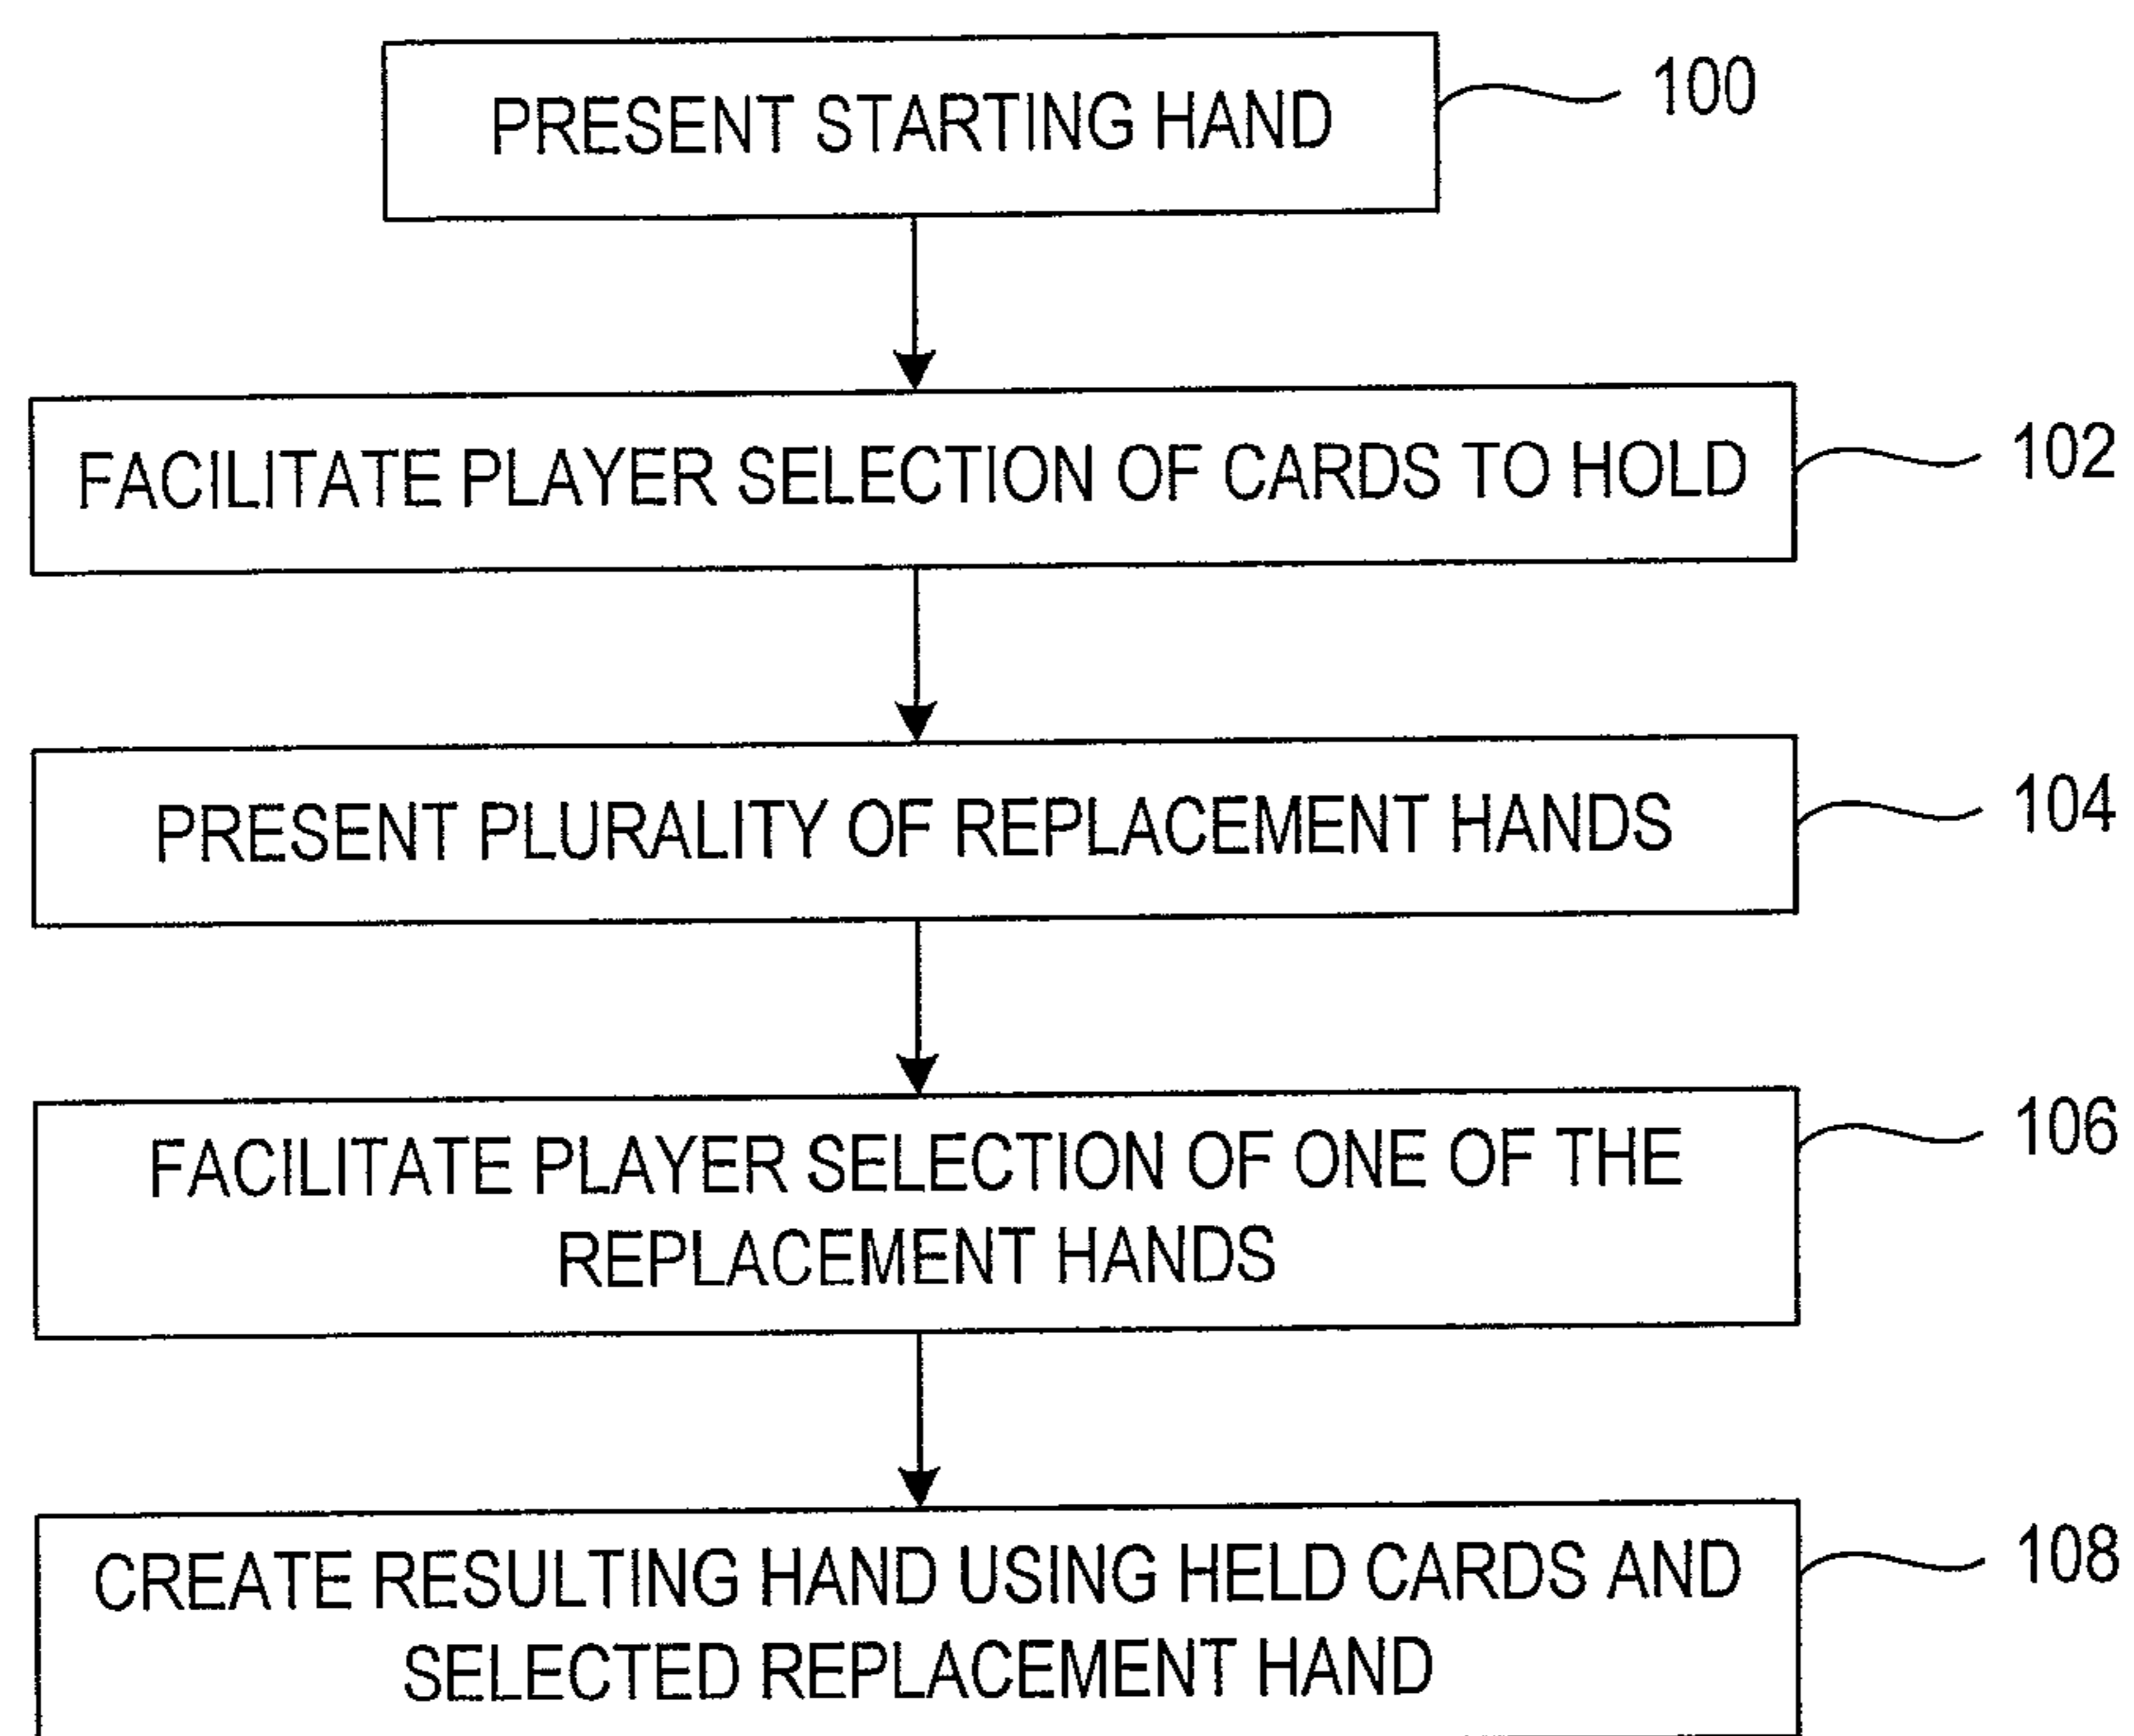 PRESENT STARTING HAND
100
FACILITATE PLAYER SELECTION OF CARDS TO HOLD
102
PRESENT PLURALITY OF REPLACEMENT HANDS
104
FACILITATE PLAYER SELECTION OF ONE OF THE
REPLACEMENT HANDS
106
CREATE RESULTING HAND USING HELD CARDS AND
SELECTED REPLACEMENT HAND
108